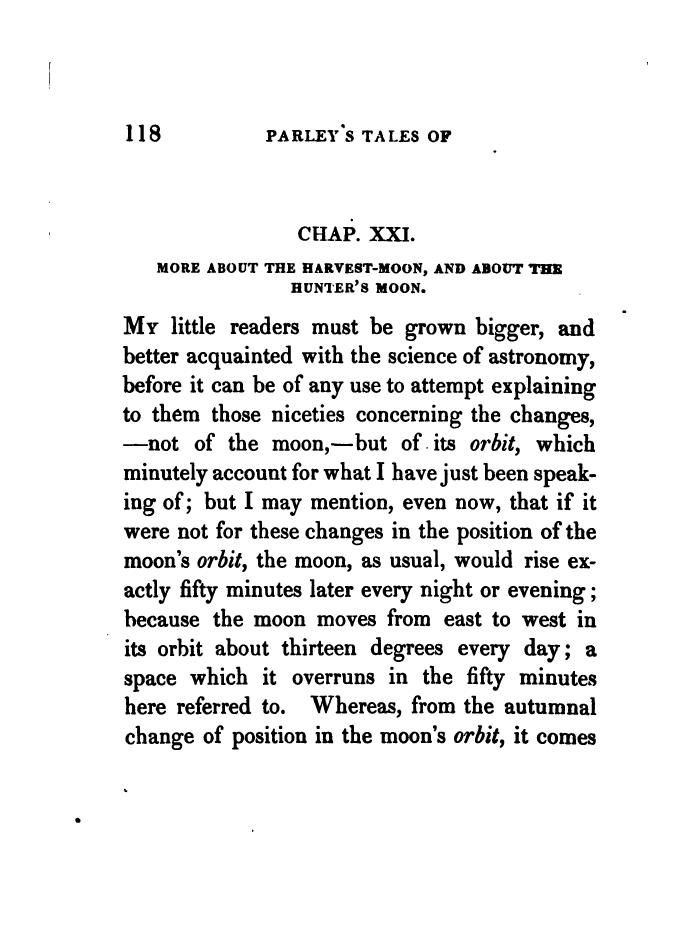 118 PARLEY'S TALES OF
CHAP. XXI.
MORE ABOUT THE HARVEST-MOON, AND ABOUT THE
HUNTER'S MOON.
MY little readers must be grown bigger, and
better acquainted with the science of astronomy,
before it can be of any use to attempt explaining
to them those niceties concerning the changes,
—not of the moon,—but of its orbit, which
minutely account for what I have just been speak-
ing of; but I may mention, even now, that if it
were not for these changes in the position of the
moon's orbit, the moon, as usual, would rise ex-
actly fifty minutes later every night or evening;
because the moon moves from east to west in
its orbit about thirteen degrees every day; a
space which it overruns in the fifty minutes
here referred to. Whereas, from the autumnal
change of position in the moon's orbit, it comes